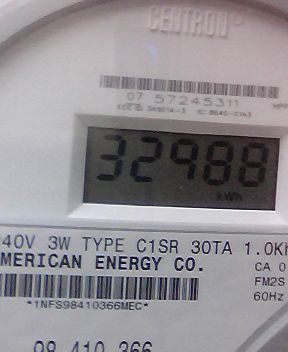 CENTRON®
07 57245311
32988
kWh
40V 3W TYPE C1SR 30TA 1.0Kh
MERICAN ENERGY CO.
CA 0
FM2S
60Hz
*1NFS98410366MEC*
98 410 366